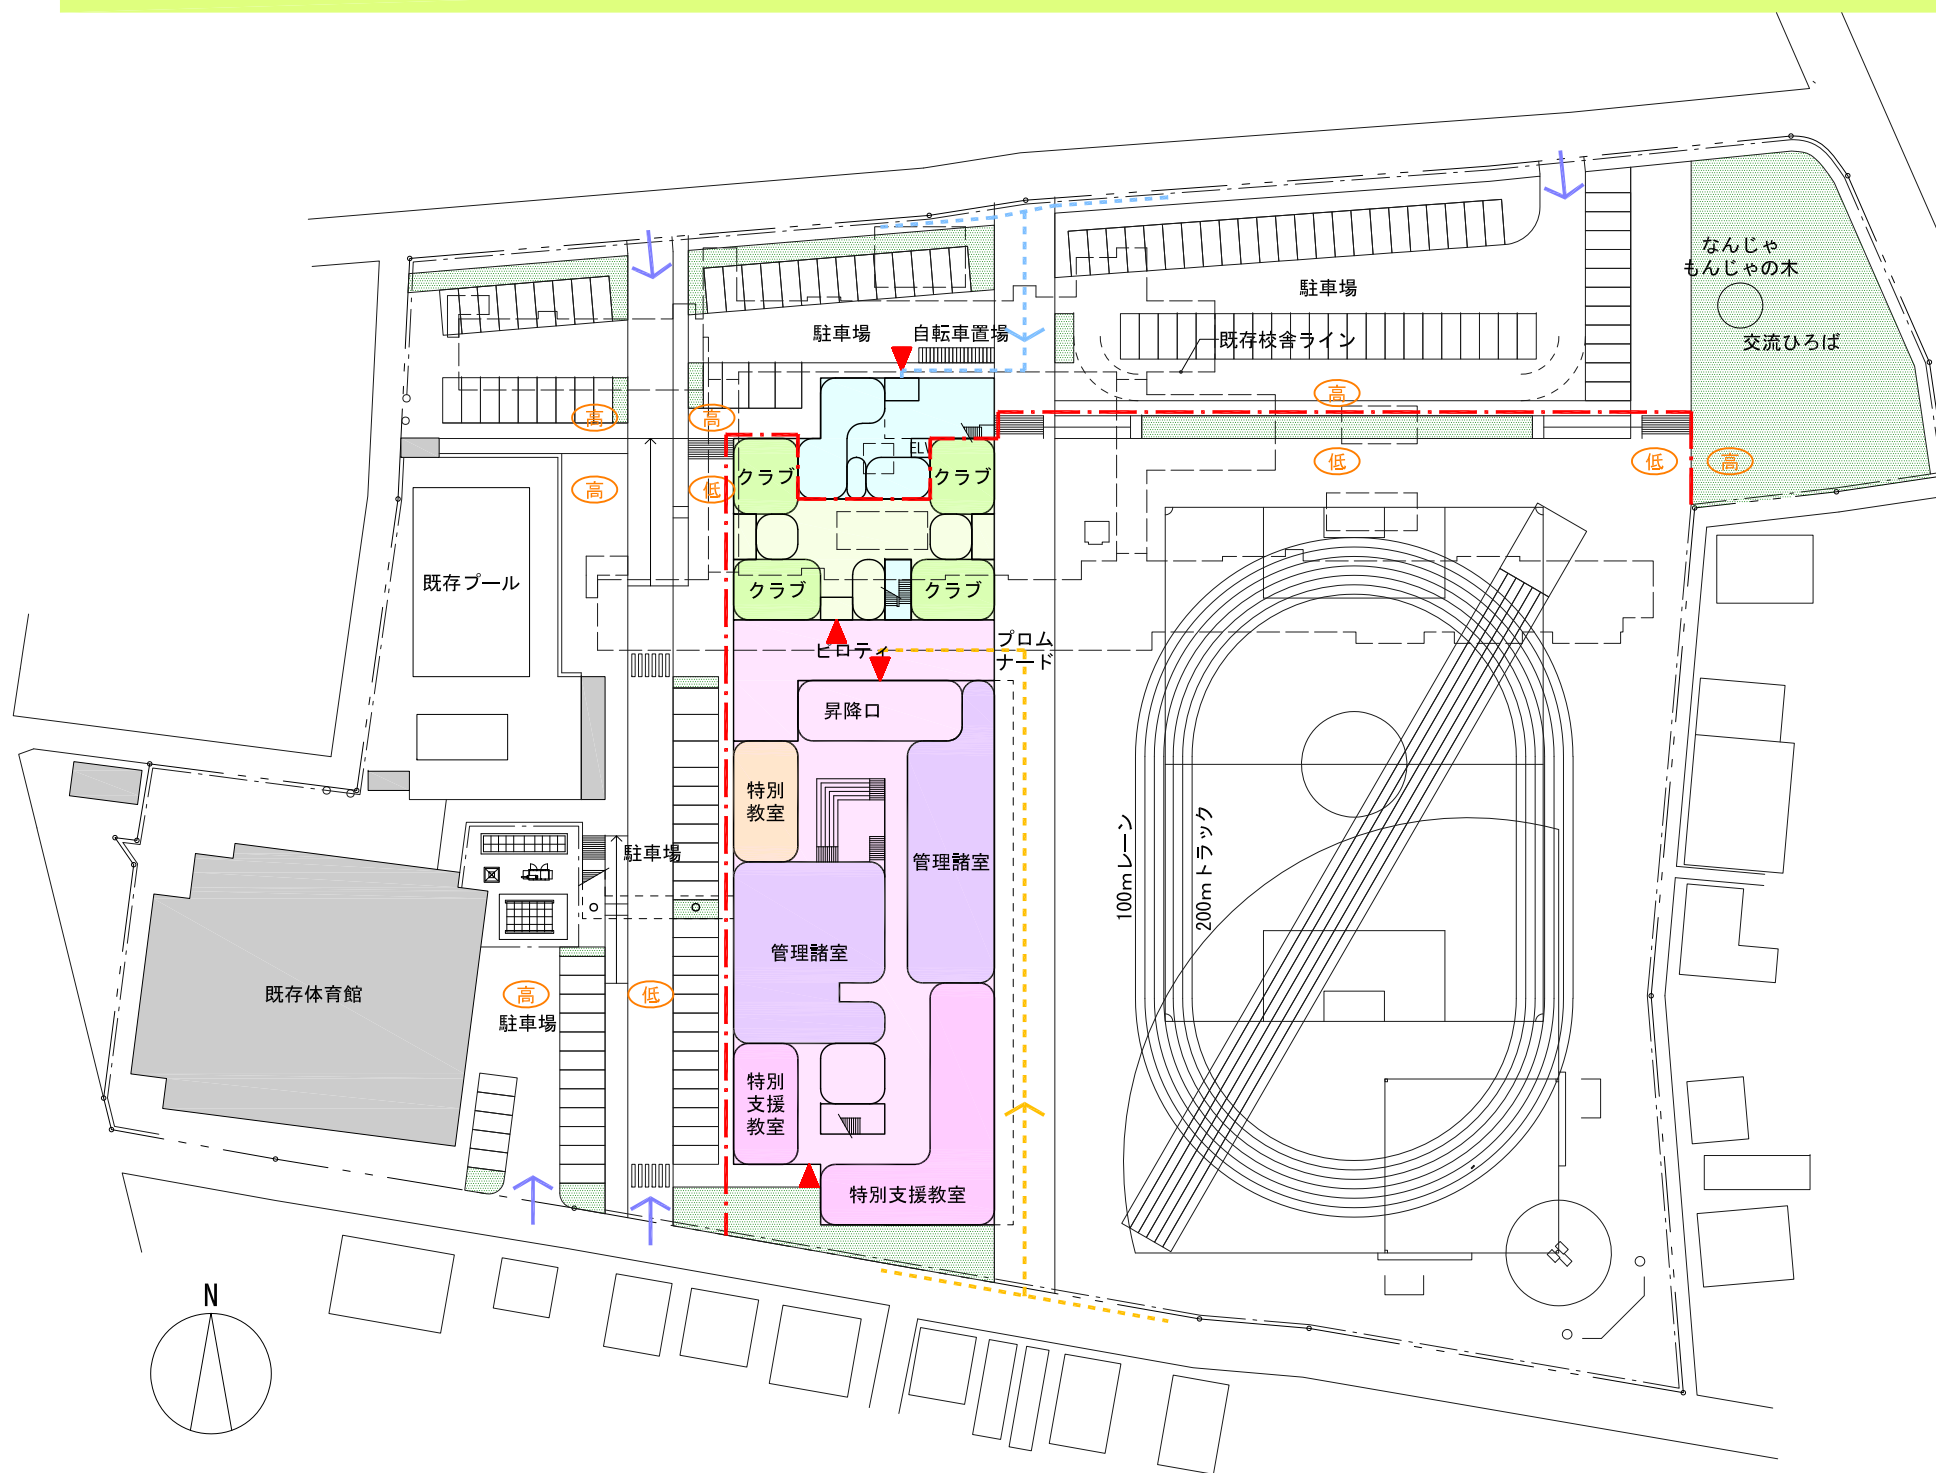 なんじゃ
もんじゃの木
駐車場
駐車場
自転車置場
既存校舎ライン
交流ひろば
高
高
高
ELV
低
低
高
クラブ
クラブ
高
低
既存プール
クラブ
クラブ
ピロティ
プロム
ナード
昇降口
特別
教室
100mレーン
200mトラック
駐車場
管理諸室
管理諸室
既存体育館
高
低
駐車場
特別
支援
教室
特別支援教室
N